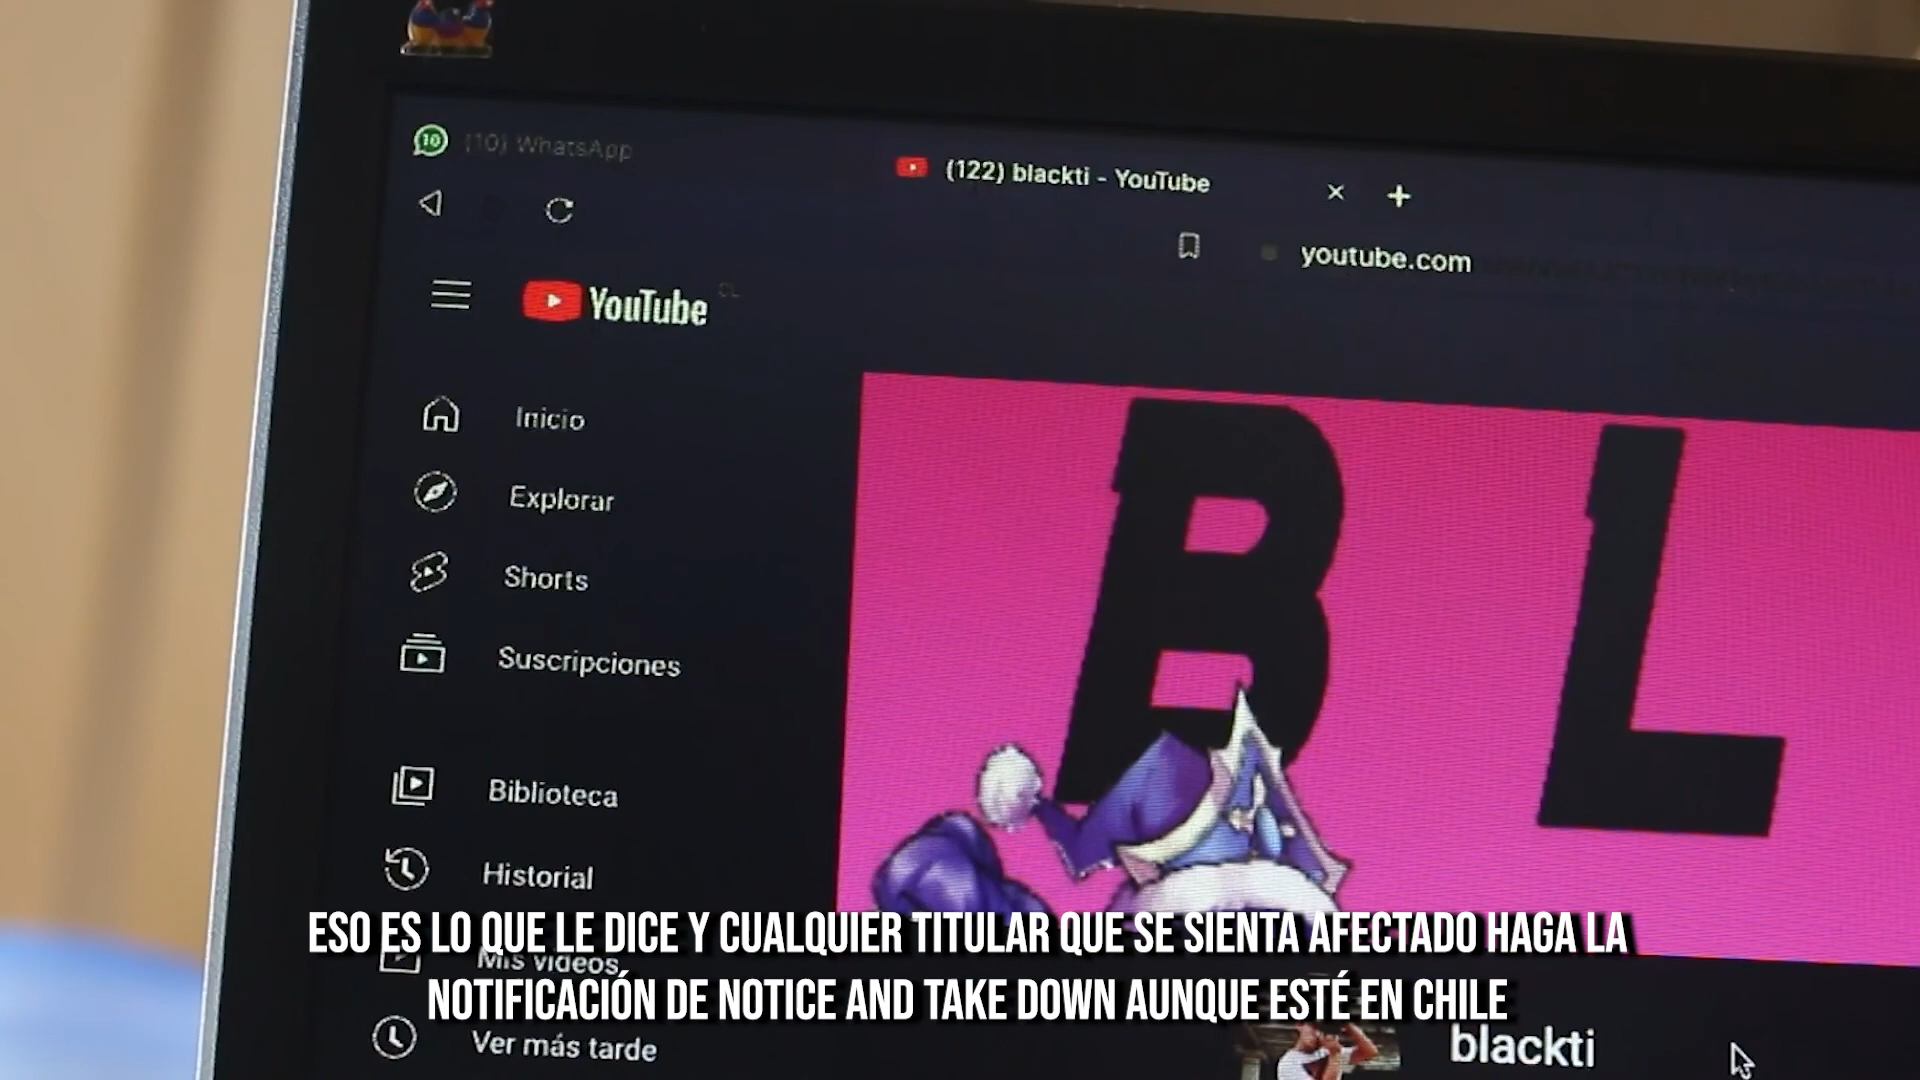 10 (10) WhatsApp
(122) blackti - YouTube
youtube.com
YouTube CL
Inicio
Explorar
Shorts
Suscripciones
Biblioteca
Historial
Mis videos
Ver más tarde
B L
ESO ES LO QUE LE DICE Y CUALQUIER TITULAR QUE SE SIENTA AFECTADO HAGA LA
NOTIFICACIÓN DE NOTICE AND TAKE DOWN AUNQUE ESTÉ EN CHILE
blackti